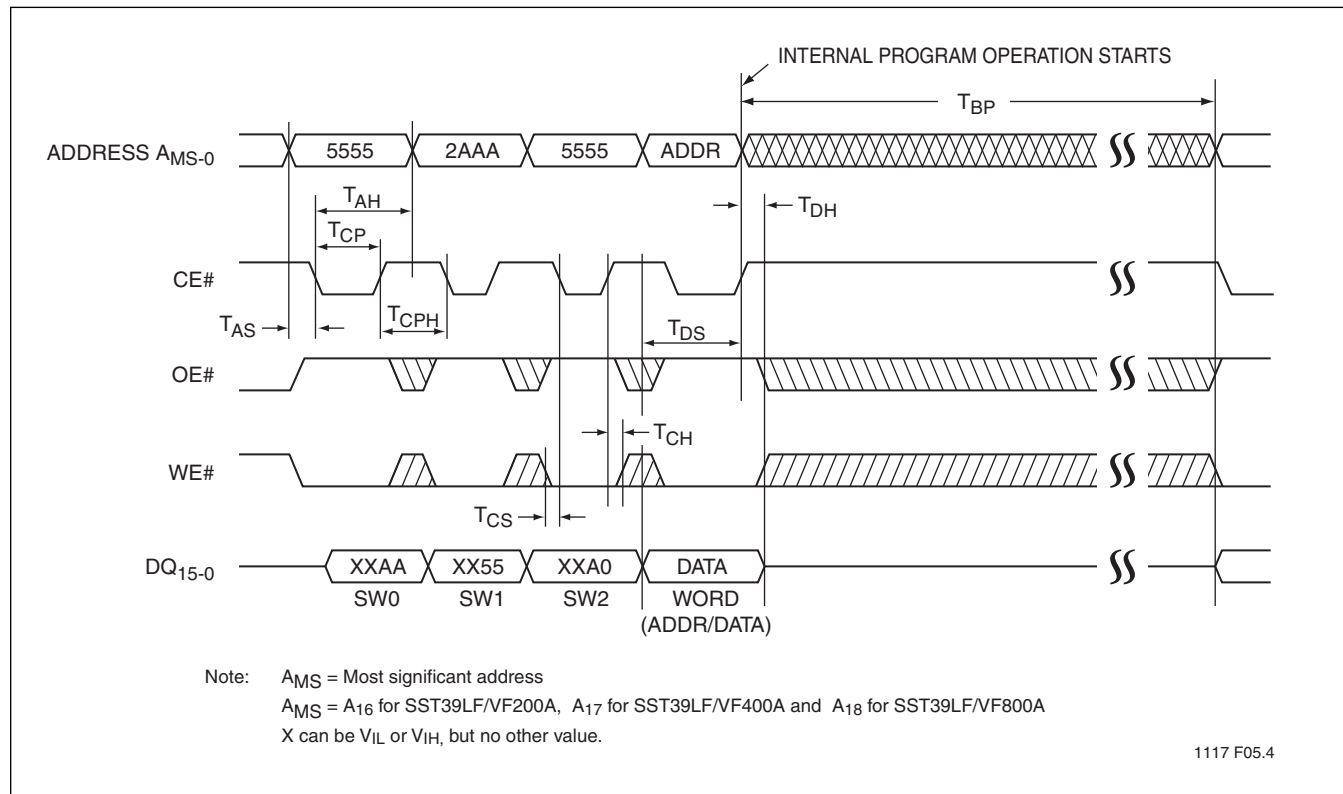 INTERNAL PROGRAM OPERATION STARTS
TBP
ADDRESS AMS-0
5555 2AAA 5555 ADDR
TAH
TDH
TCP
CE#
TCPH
TAS
TDS
OE#
TCH
WE#
TCS
DQ15-0
XXAA XX55 XXA0 DATA
SW0 SW1 SW2 WORD
(ADDR/DATA)
Note: AMS = Most significant address
AMS = A16 for SST39LF/VF200A, A17 for SST39LF/VF400A and A18 for SST39LF/VF800A
X can be VIL or VIH, but no other value.
1117 F05.4